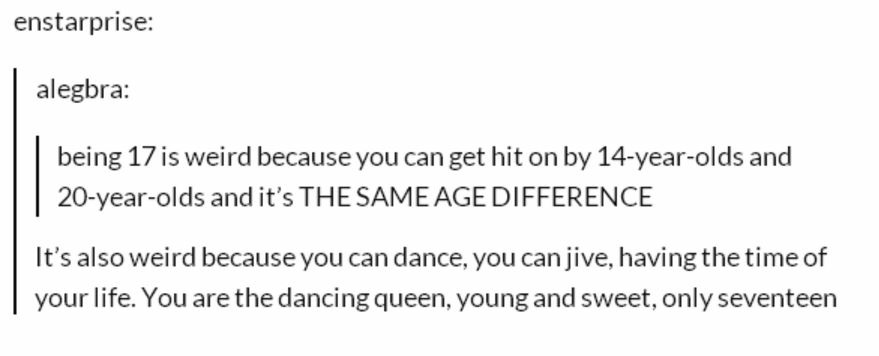 enstarprise:
alegbra:
being 17 is weird because you can get hit on by 14-year-olds and
20-year-olds and it's THE SAME AGE DIFFERENCE
It's also weird because you can dance, you can jive, having the time of
your life. You are the dancing queen, young and sweet, only seventeen